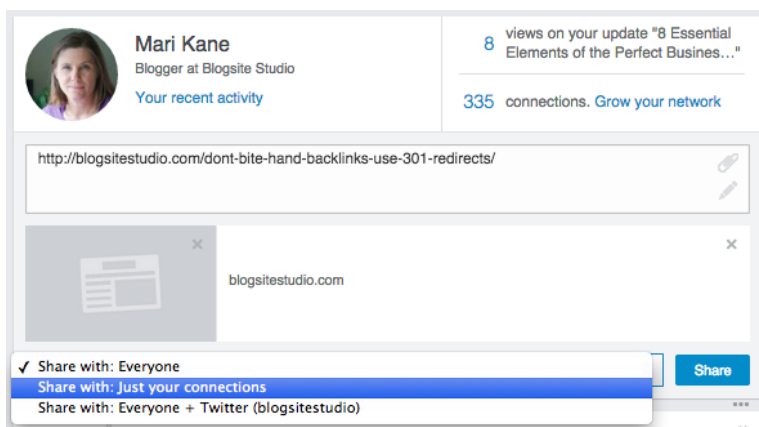 Mari Kane
Blogger at Blogsite Studio
Your recent activity
8 views on your update "8 Essential
Elements of the Perfect Busines..."
335 connections. Grow your network
http://blogsitestudio.com/dont-bite-hand-backlinks-use-301-redirects/
blogsitestudio.com
✓ Share with: Everyone
Share with: Just your connections
Share with: Everyone + Twitter (blogsitestudio)
Share